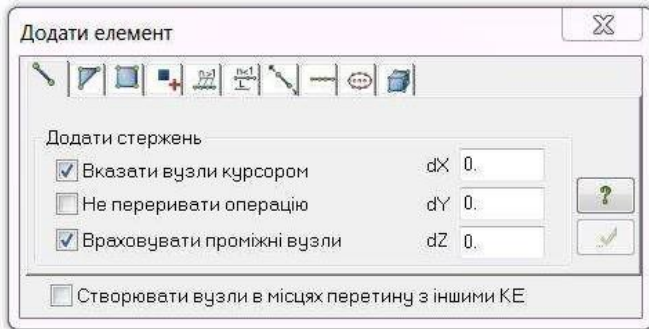 Додати елемент
Додати стержень
Вказати вузли курсором
dX 0.
Не переривати операцію
dY 0.
?
Враховувати проміжні вузли
dZ 0.
Створювати вузли в місцях перетину з іншими КЕ